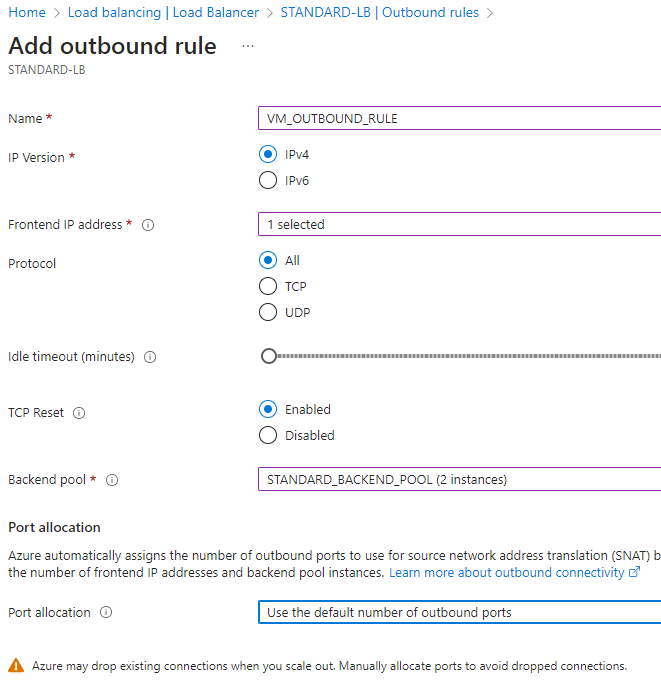 Home > Load balancing | Load Balancer > STANDARD-LB | Outbound rules >
Add outbound rule ...
STANDARD-LB
Name * VM_OUTBOUND_RULE
IP Version * IPv4
IPv6
Frontend IP address * 1 selected
Protocol All
TCP
UDP
Idle timeout (minutes)
TCP Reset Enabled
Disabled
Backend pool * STANDARD_BACKEND_POOL (2 instances)
Port allocation
Azure automatically assigns the number of outbound ports to use for source network address translation (SNAT) b
the number of frontend IP addresses and backend pool instances. Learn more about outbound connectivity
Port allocation Use the default number of outbound ports
Azure may drop existing connections when you scale out. Manually allocate ports to avoid dropped connections.